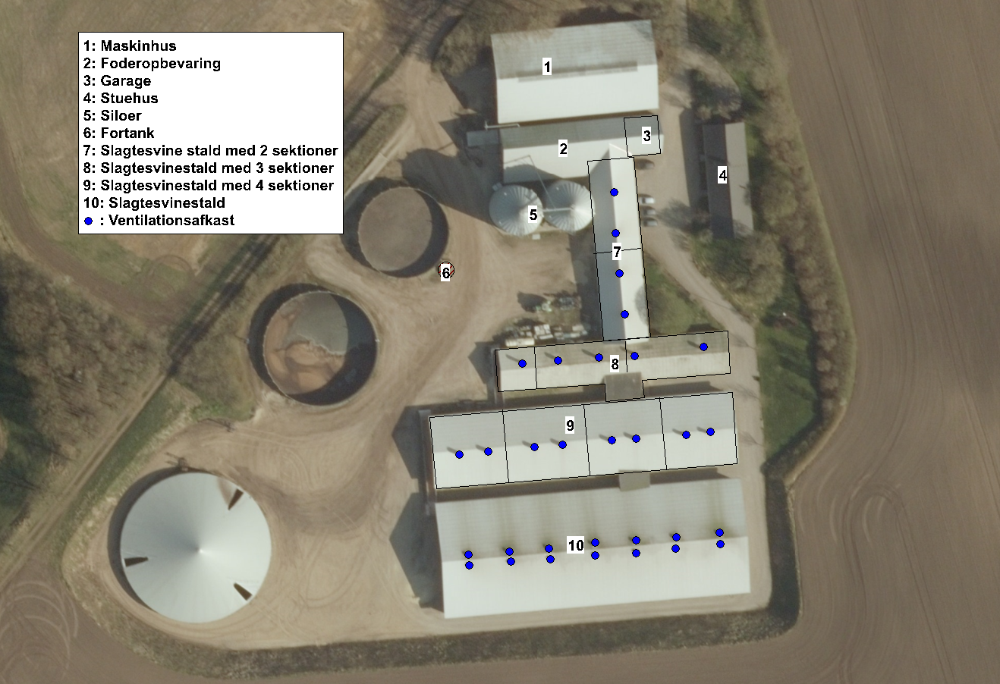 1: Maskinhus
2: Foderopbevaring
3: Garage
4: Stuehus
5: Siloer
6: Fortank
7: Slagtesvine stald med 2 sektioner
8: Slagtesvinestald med 3 sektioner
9: Slagtesvinestald med 4 sektioner
10: Slagtesvinestald
: Ventilationsafkast
1
2
3
4
5
6
7
8
9
10